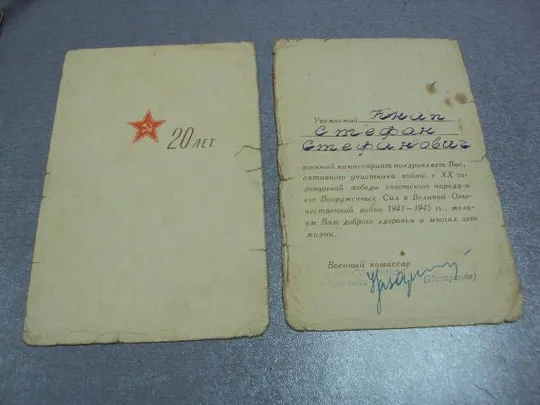 20 ЛЕТ
Уважаемый Книп
Стефан
Стефанович
военный комиссариат поздравляет Вас,
активного участника войны, с XX го-
довщиной победы советского народа и
его Вооруженных Сил в Великой Оте-
чественной войне 1941—1945 гг., жела-
ем Вам доброго здоровья и многих лет
жизни.
Военный комиссар